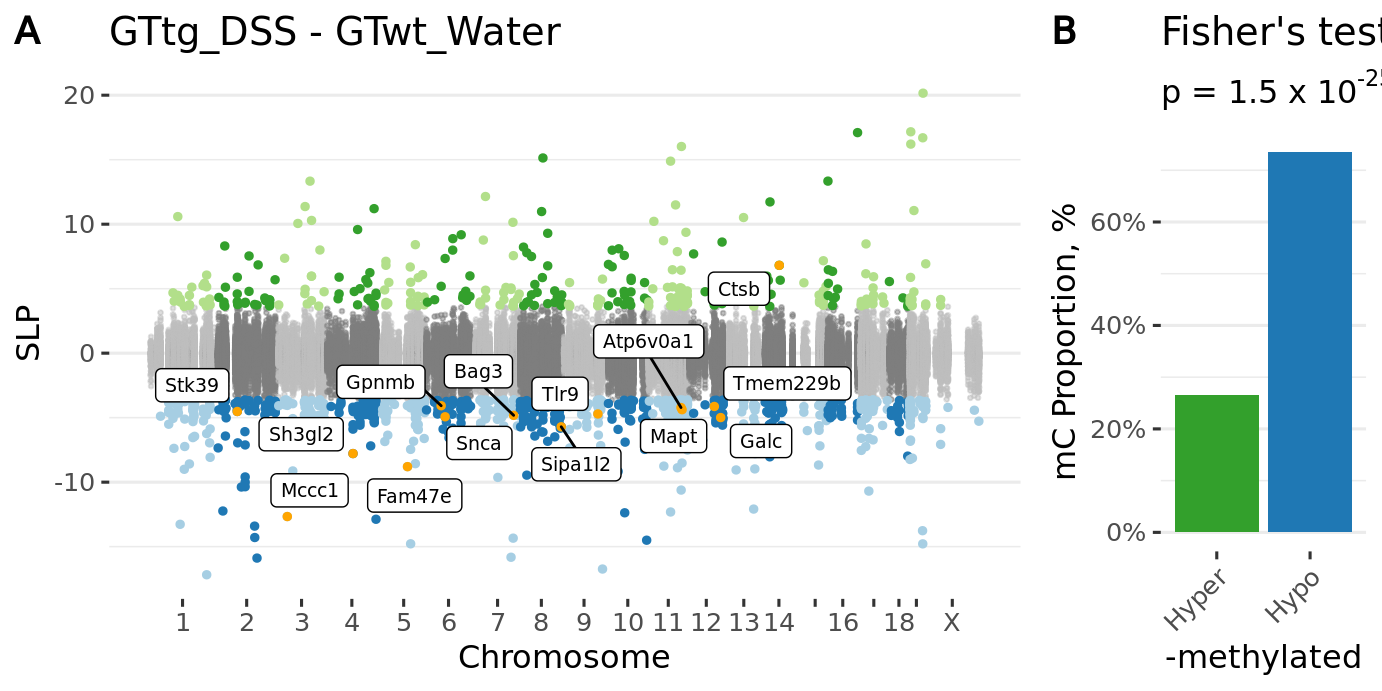 A
GTtg_DSS - GTwt_Water
20
10
0
-10
SLP
Ctsb
Atp6v0a1
Stk39
Gpnmb
Bag3
Tlr9
Tmem229b
Sh3gl2
Snca
Mapt
Galc
Sipa1l2
Mccc1
Fam47e
1 2 3 4 5 6 7 8 9 10 11 12 13 14 16 18 X
Chromosome
B
Fisher's test
p = 1.5 x 10^-25
mC Proportion, %
60%
40%
20%
0%
Hyper
Hypo
-methylated